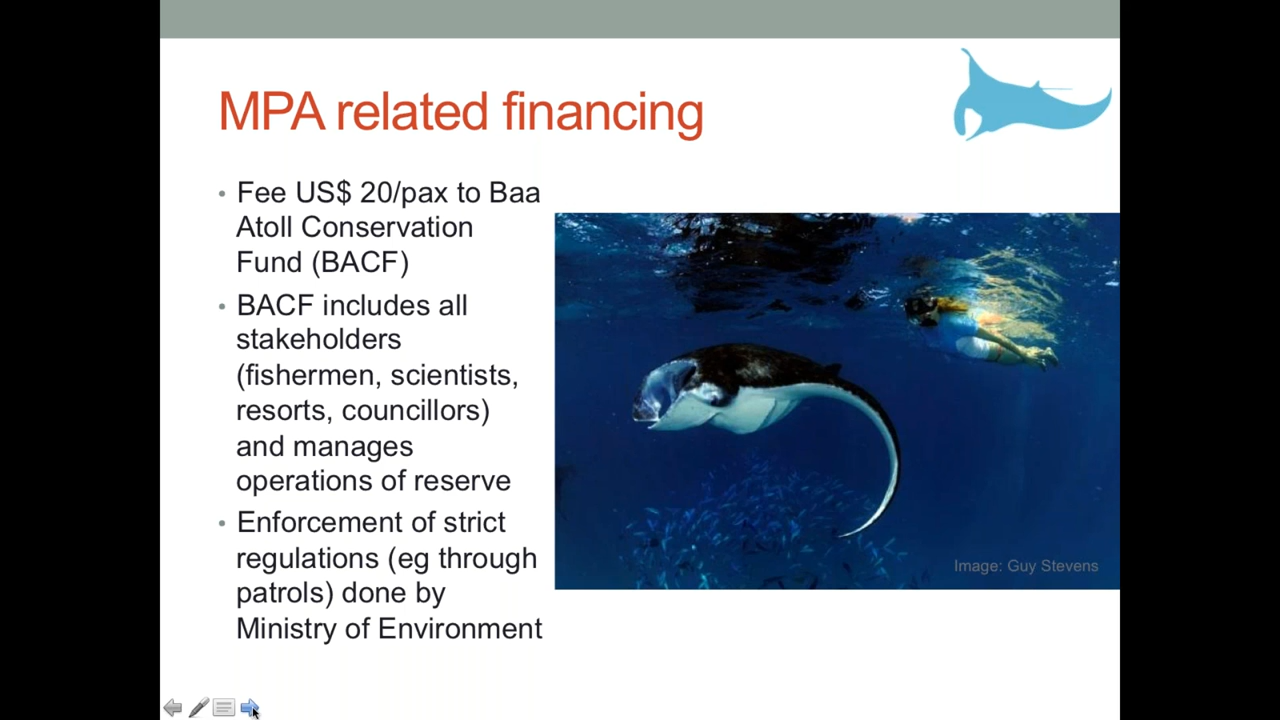 MPA related financing
• Fee US$ 20/pax to Baa
Atoll Conservation
Fund (BACF)
• BACF includes all
stakeholders
(fishermen, scientists,
resorts, councillors)
and manages
operations of reserve
• Enforcement of strict
regulations (eg through
patrols) done by
Ministry of Environment
Image: Guy Stevens